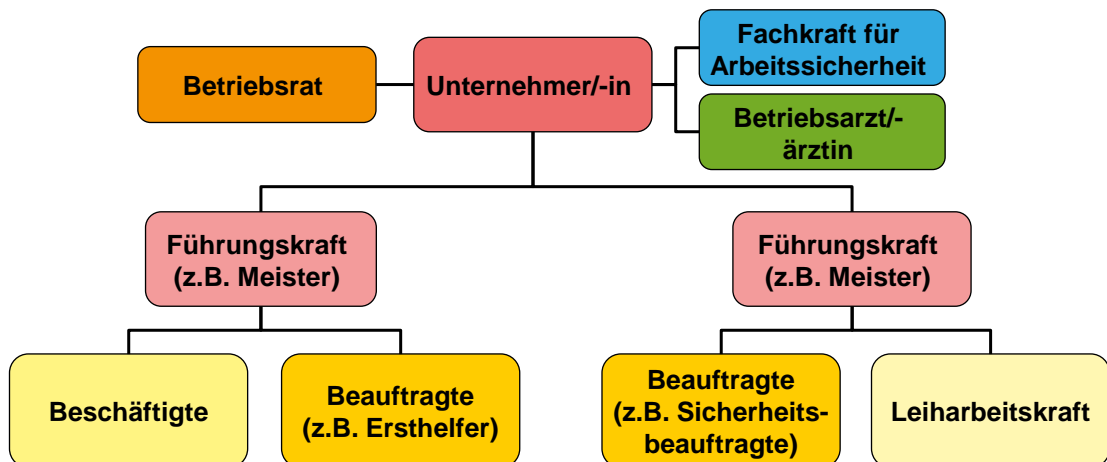 Betriebsrat
Unternehmer/-in
Fachkraft für
Arbeitssicherheit
Betriebsarzt/-
ärztin
Führungskraft
(z.B. Meister)
Führungskraft
(z.B. Meister)
Beschäftigte
Beauftragte
(z.B. Ersthelfer)
Beauftragte
(z.B. Sicherheits-
beauftragte)
Leiharbeitskraft